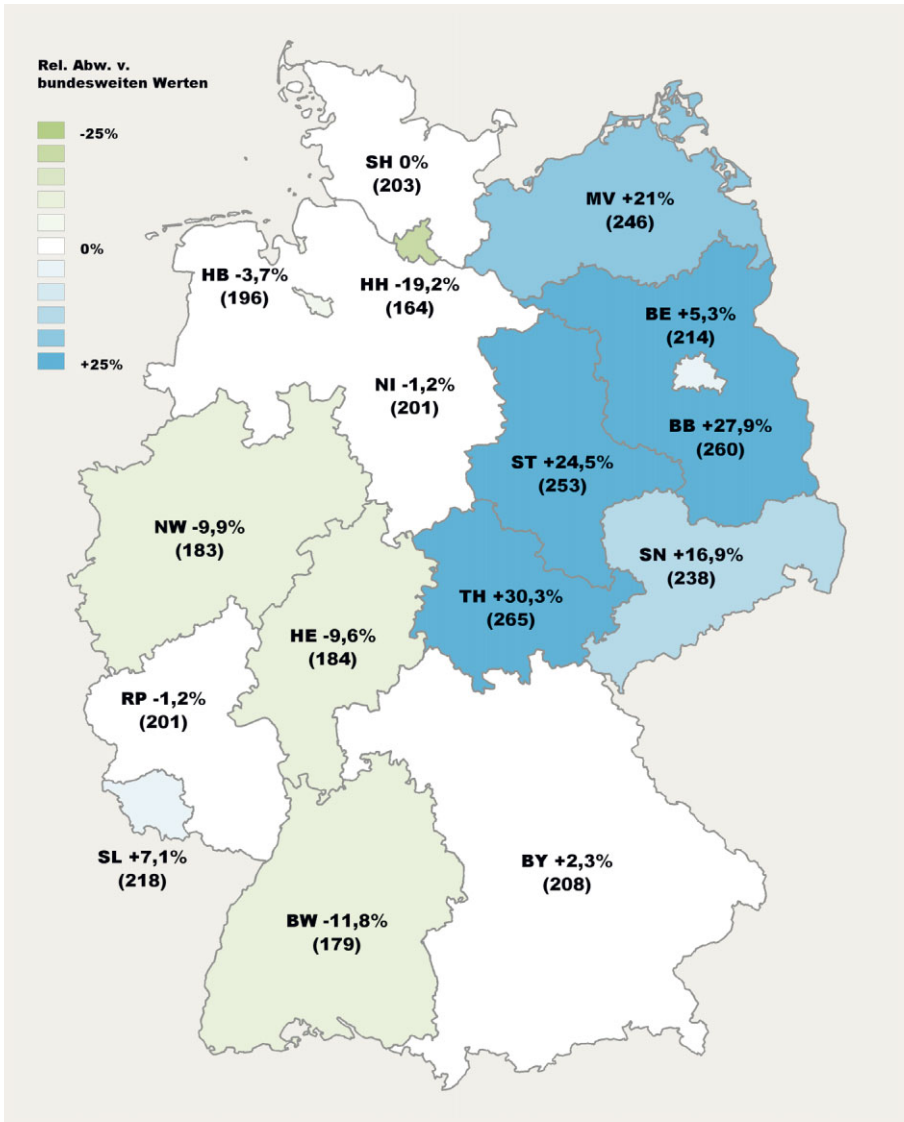 Rel. Abw. v.
bundesweiten Werten
-25%
0%
+25%
SH 0%
(203)
MV +21%
(246)
HB -3,7%
(196)
HH -19,2%
(164)
BE +5,3%
(214)
NI -1,2%
(201)
BB +27,9%
(260)
ST +24,5%
(253)
NW -9,9%
(183)
SN +16,9%
(238)
TH +30,3%
(265)
HE -9,6%
(184)
RP -1,2%
(201)
SL +7,1%
(218)
BY +2,3%
(208)
BW -11,8%
(179)